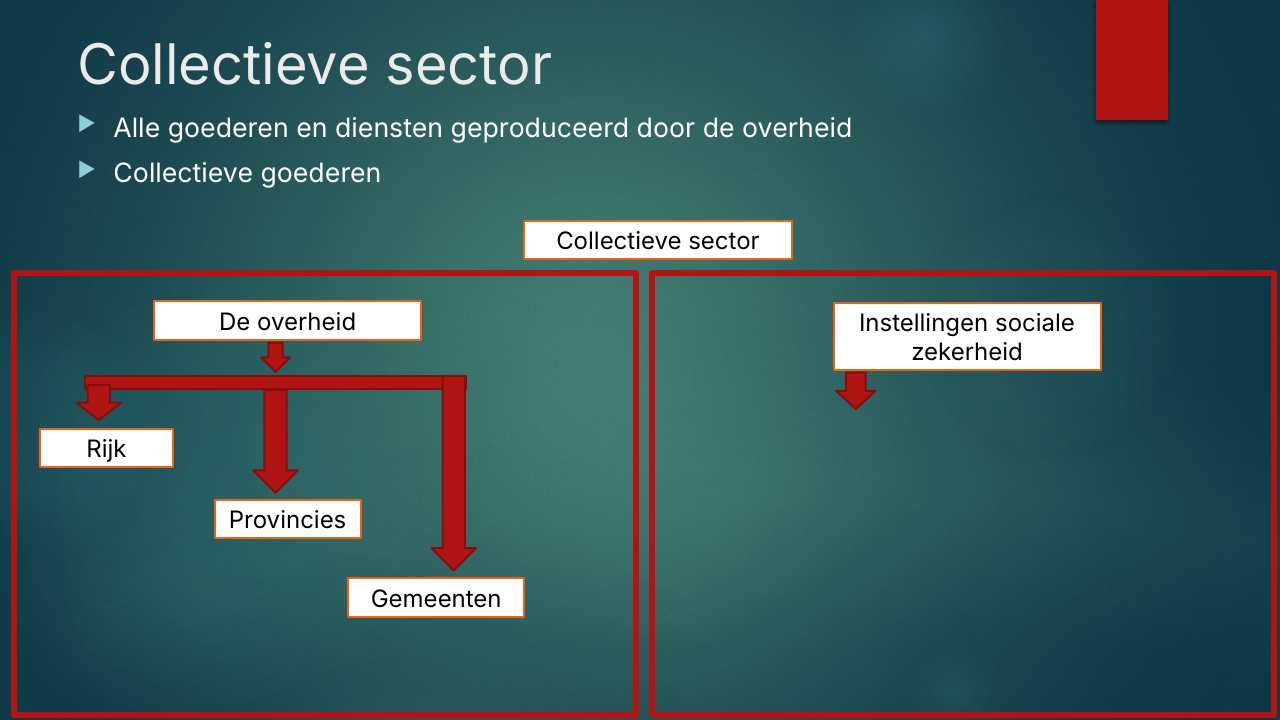 Collectieve sector
Alle goederen en diensten geproduceerd door de overheid
Collectieve goederen
Collectieve sector
De overheid
Rijk
Provincies
Gemeenten
Instellingen sociale
zekerheid